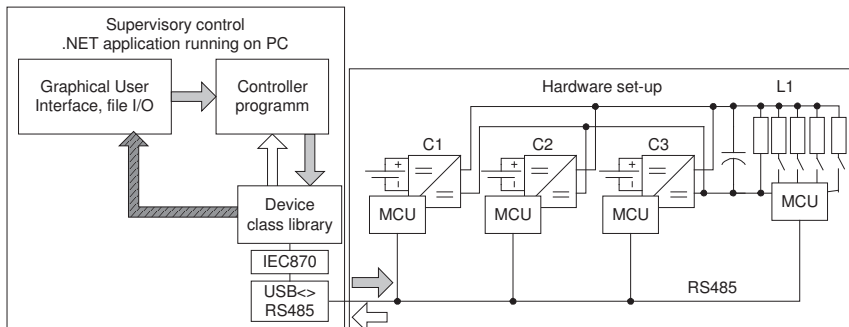 Supervisory control
.NET application running on PC
Graphical User
Interface, file I/O
Controller
programm
Device
class library
IEC870
USB<>
RS485
Hardware set-up
L1
C1
C2
C3
+
-
+
-
+
-
MCU
MCU
MCU
MCU
RS485